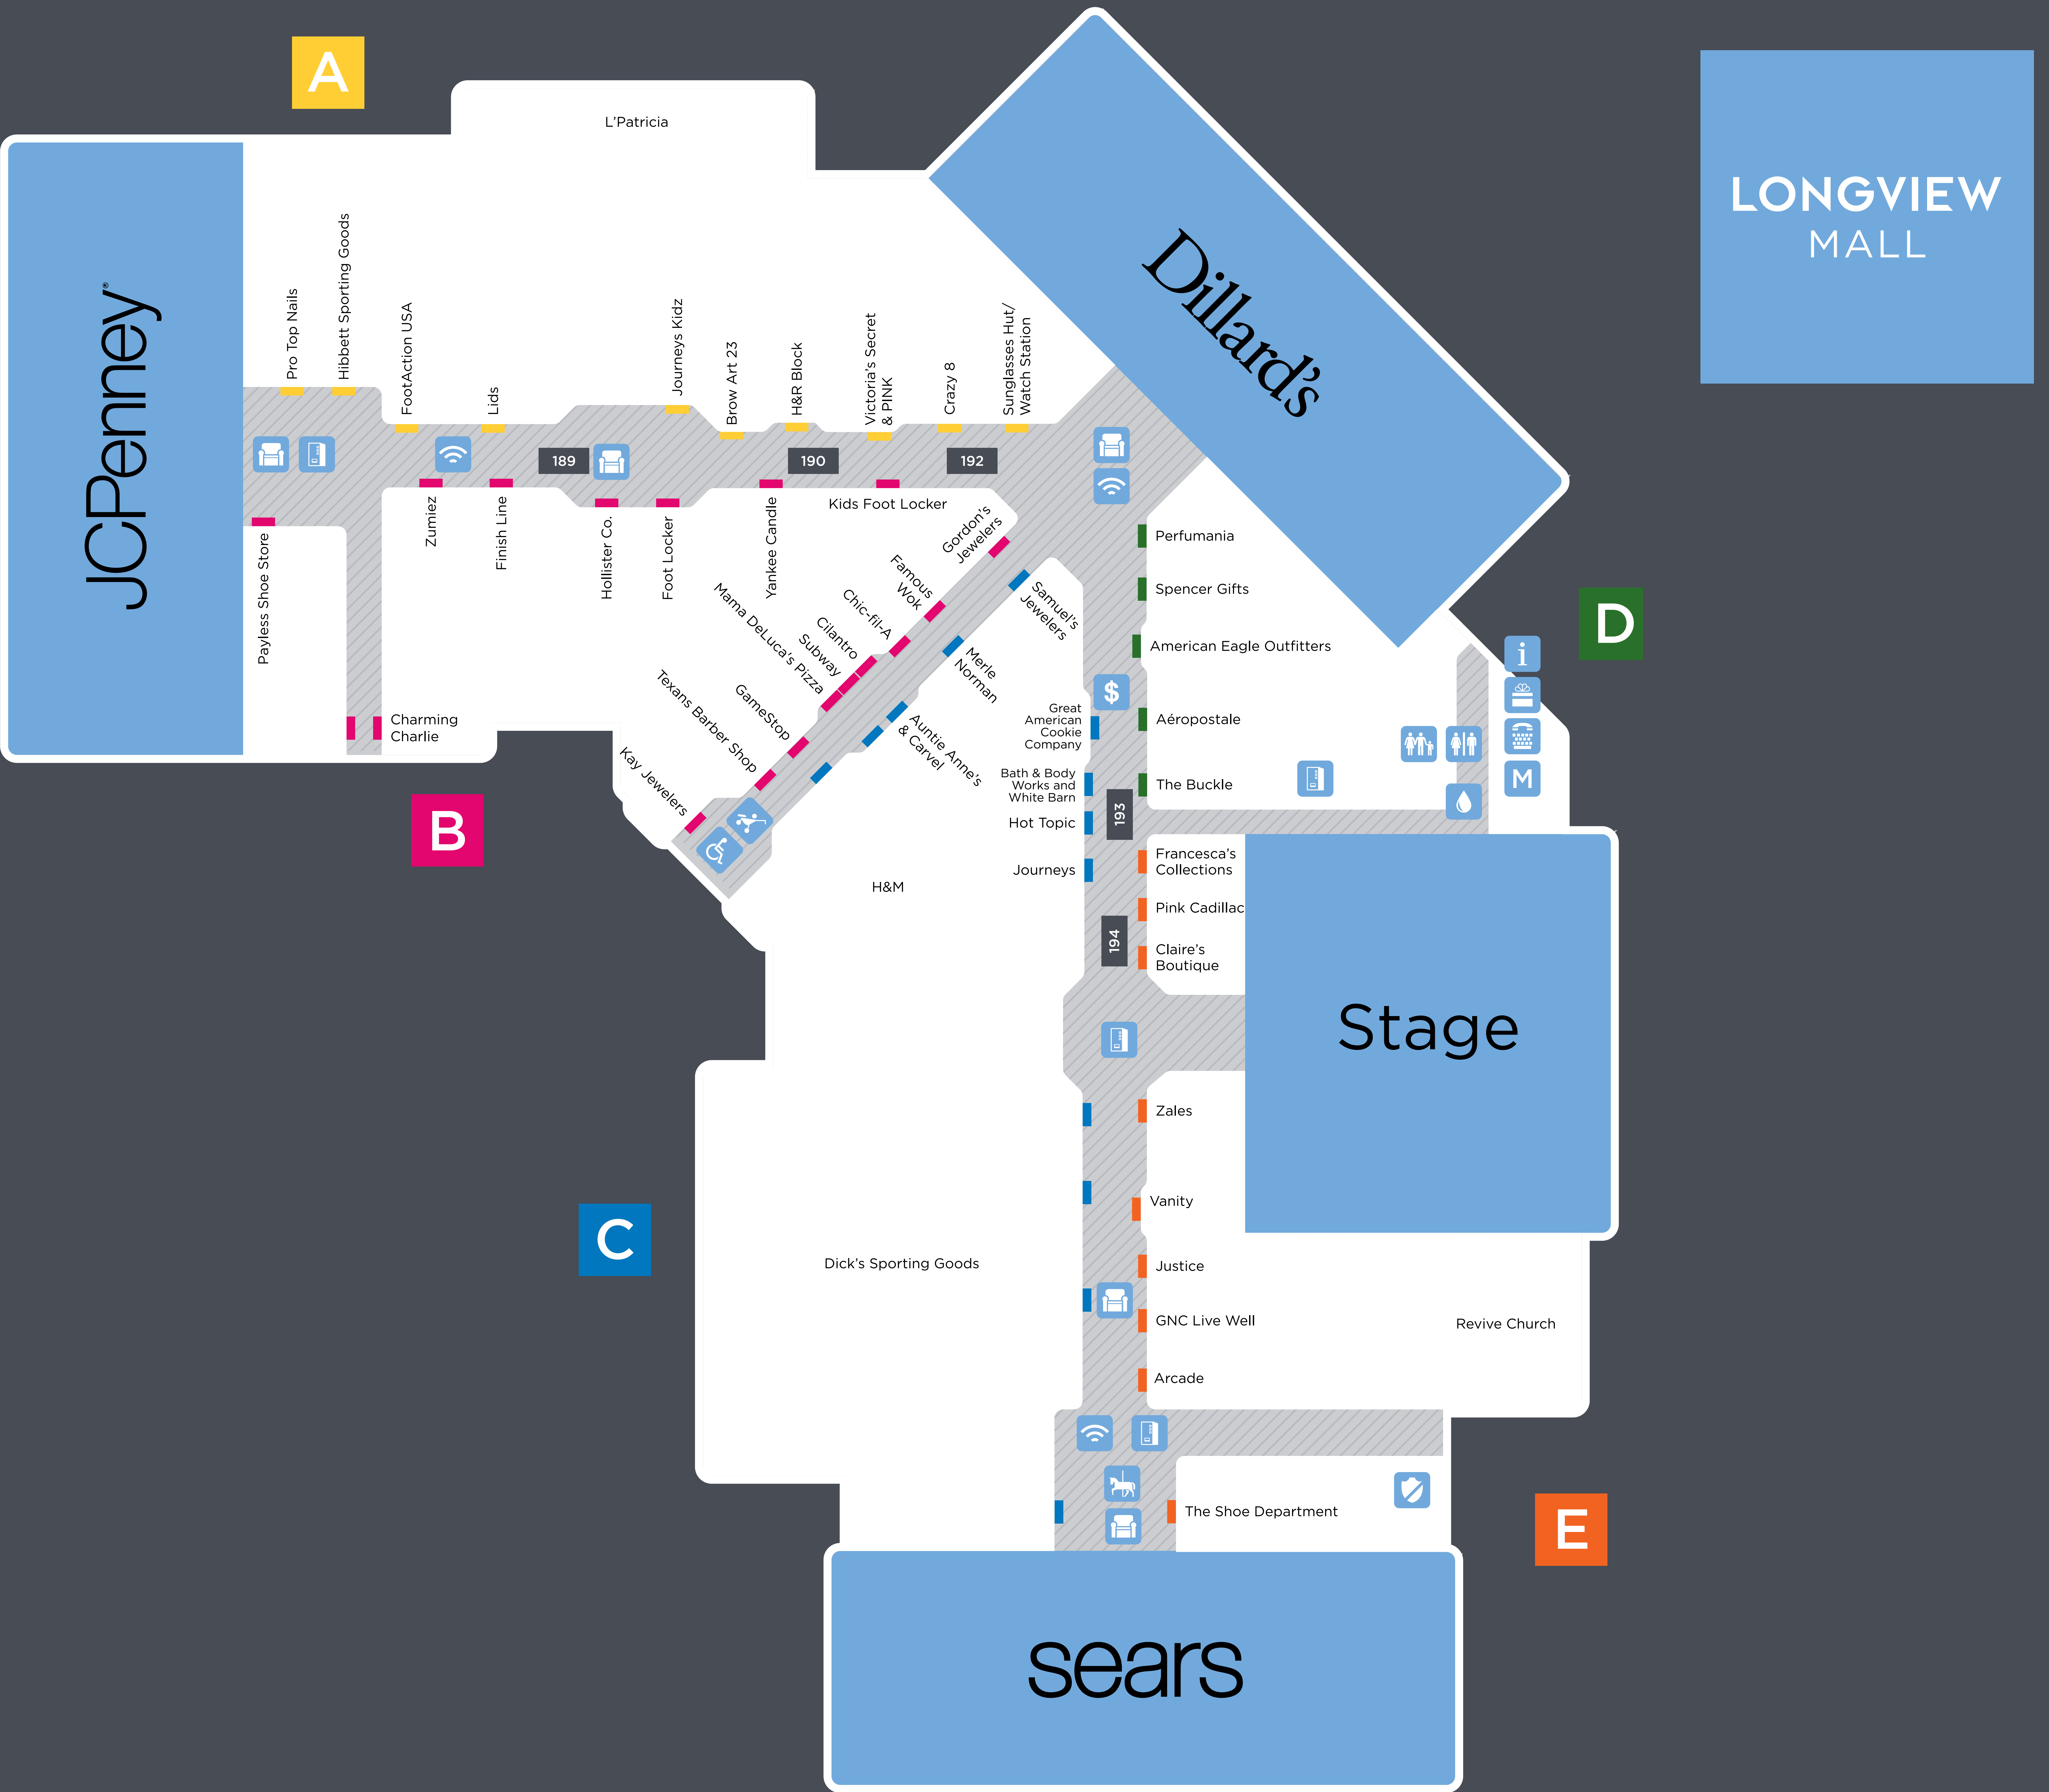 A
L'Patricia
LONGVIEW
MALL
Dillard's
JCPenney®
Pro Top Nails
Hibbett Sporting Goods
FootAction USA
Lids
Journeys Kidz
Brow Art 23
H&R Block
Victoria's Secret
& PINK
Crazy 8
Sunglasses Hut/
Watch Station
189
190
192
Payless Shoe Store
Zumiez
Finish Line
Hollister Co.
Foot Locker
Yankee Candle
Kids Foot Locker
Gordon's
Jewelers
Famous
Wok
Chic-fil-A
Cilantro
Subway
Mama DeLuca's Pizza
GameStop
Texans Barber Shop
Kay Jewelers
Charming
Charlie
B
Samuel's
Jewelers
Merle
Norman
Auntie Anne's
& Carvel
Great
American
Cookie
Company
Bath & Body
Works and
White Barn
Hot Topic
Journeys
H&M
Perfumania
Spencer Gifts
American Eagle Outfitters
$
Aéropostale
The Buckle
193
D
i
M
Francesca's
Collections
Pink Cadillac
Claire's
Boutique
194
Stage
Zales
Vanity
Justice
GNC Live Well
Arcade
Revive Church
C
Dick's Sporting Goods
The Shoe Department
E
sears